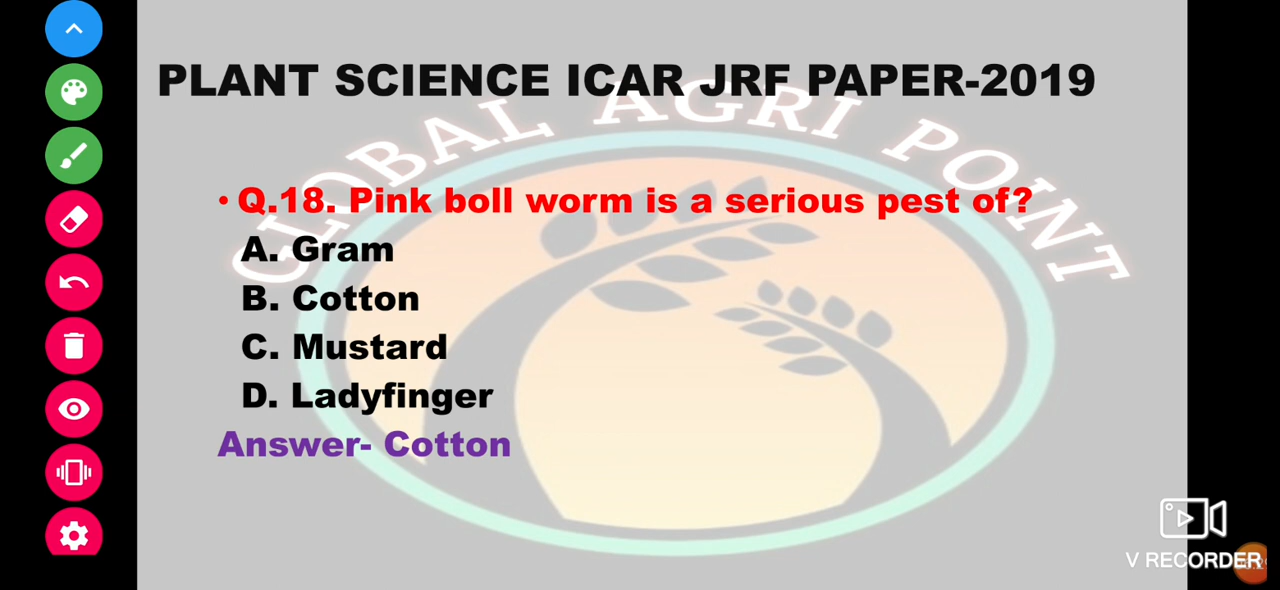 PLANT SCIENCE ICAR JRF PAPER-2019
GLOBAL AGRI POINT
• Q.18. Pink boll worm is a serious pest of?
A. Gram
B. Cotton
C. Mustard
D. Ladyfinger
Answer- Cotton
V RECORDER